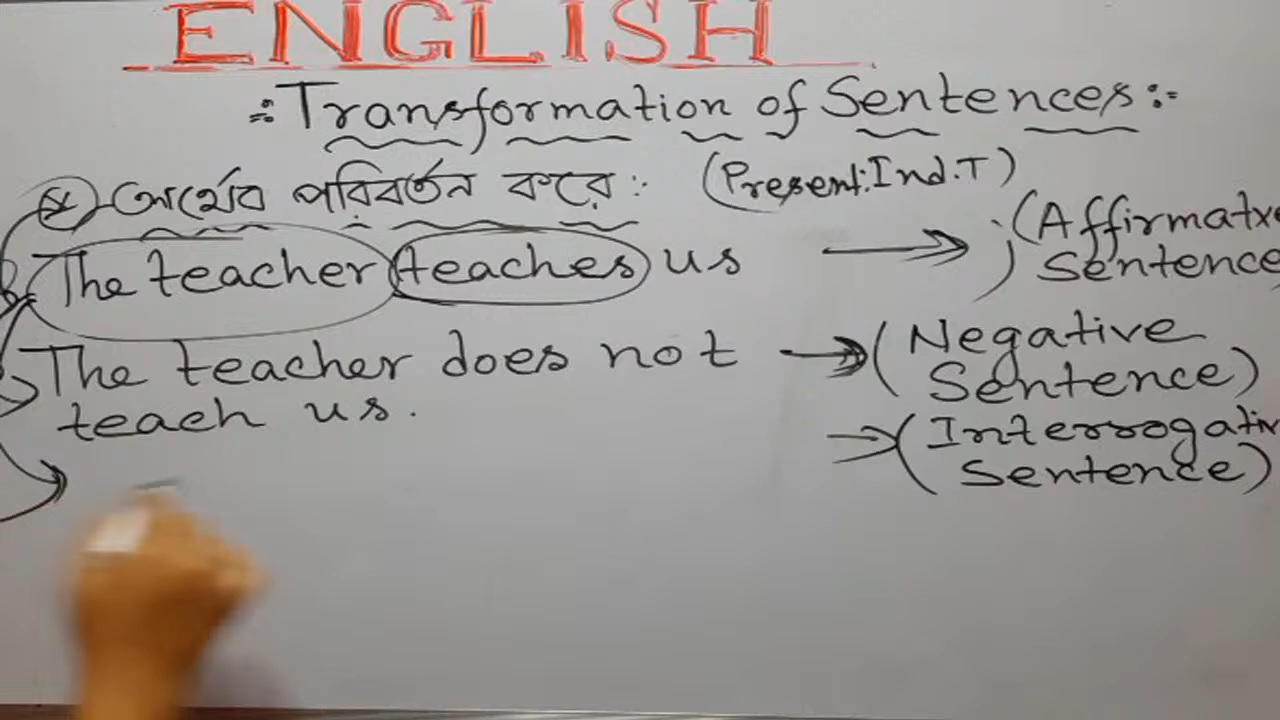 ENGLISH
:Transformation of Sentences:-
অর্থের পরিবর্তন করে: (Present.Ind.T)
The teacher teaches us → (Affirmative
Sentence
The teacher does not → (Negative
Sentence)
teach us.
→ (Interrogativ
Sentence)